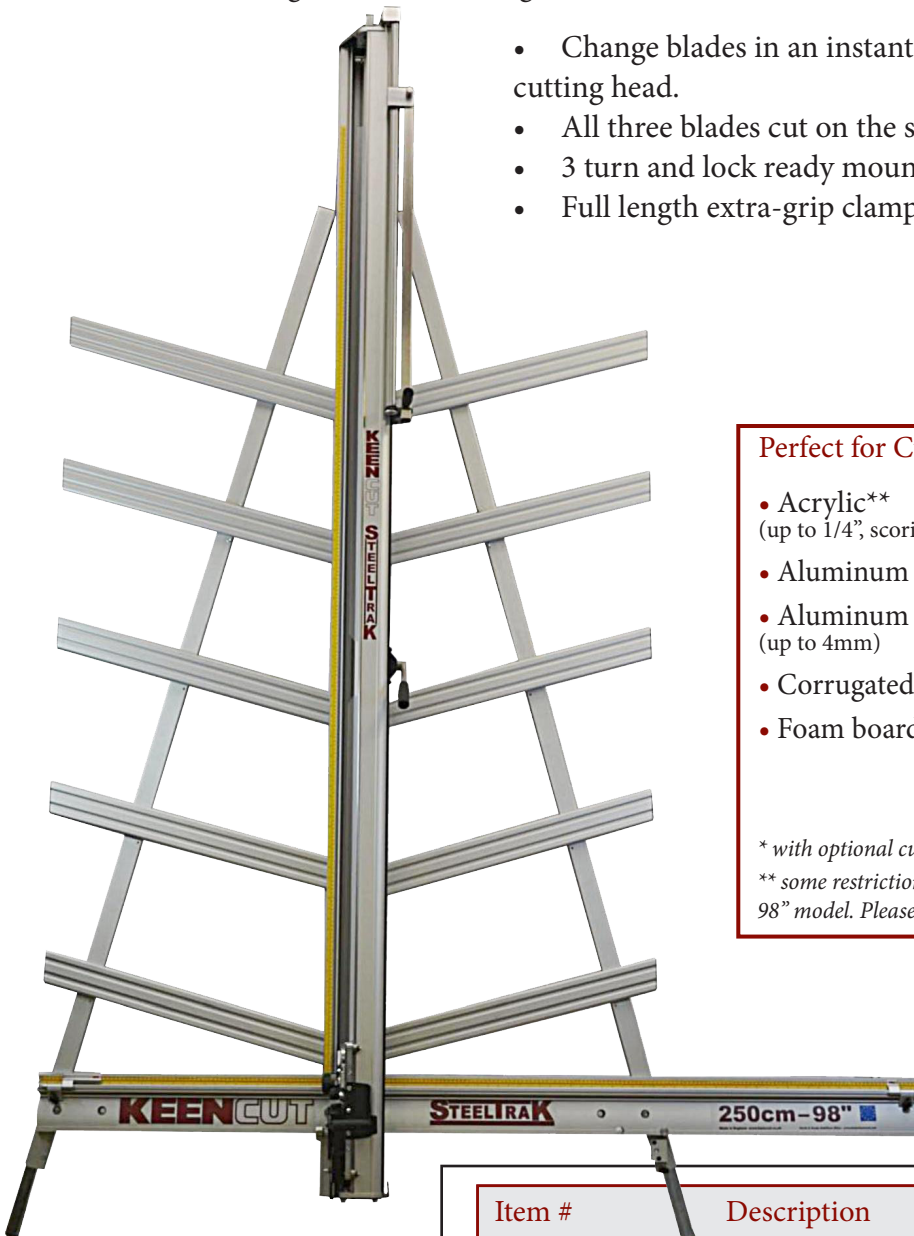 • Change blades in an instant
cutting head.
• All three blades cut on the s
• 3 turn and lock ready moun
• Full length extra-grip clamp
KEENCUT STEELTRAK
Perfect for C
• Acrylic**
(up to 1/4”, scori
• Aluminum
• Aluminum
(up to 4mm)
• Corrugated
• Foam board
* with optional cu
** some restriction
98” model. Please
KEENCUT STEELTRAK 250cm–98"
Item # Description